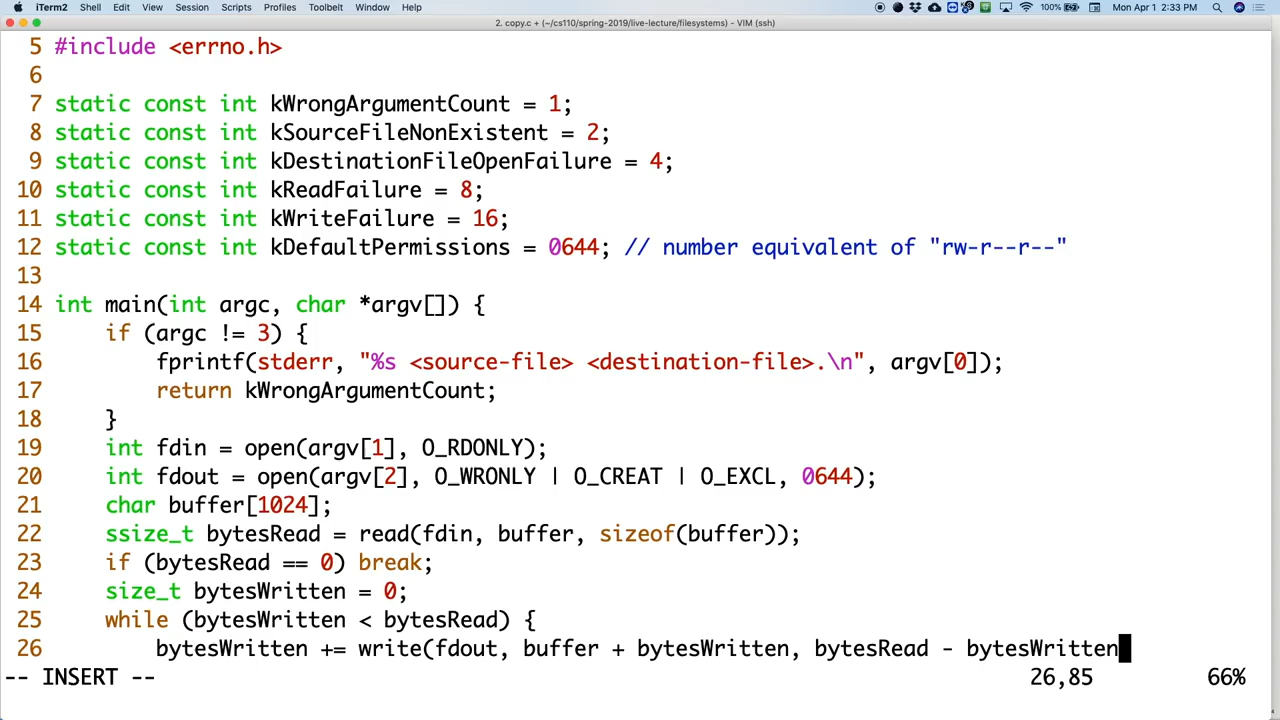 iTerm2 Shell Edit View Session Scripts Profiles Toolbelt Window Help 100% Mon Apr 1 2:33 PM
2. copy.c + (~/cs110/spring-2019/live-lecture/filesystems) - VIM (ssh)
5 #include <errno.h>
6
7 static const int kWrongArgumentCount = 1;
8 static const int kSourceFileNonExistent = 2;
9 static const int kDestinationFileOpenFailure = 4;
10 static const int kReadFailure = 8;
11 static const int kWriteFailure = 16;
12 static const int kDefaultPermissions = 0644; // number equivalent of "rw-r--r--"
13
14 int main(int argc, char *argv[]) {
15     if (argc != 3) {
16         fprintf(stderr, "%s <source-file> <destination-file>.\n", argv[0]);
17         return kWrongArgumentCount;
18     }
19     int fdin = open(argv[1], O_RDONLY);
20     int fdout = open(argv[2], O_WRONLY | O_CREAT | O_EXCL, 0644);
21     char buffer[1024];
22     ssize_t bytesRead = read(fdin, buffer, sizeof(buffer));
23     if (bytesRead == 0) break;
24     size_t bytesWritten = 0;
25     while (bytesWritten < bytesRead) {
26         bytesWritten += write(fdout, buffer + bytesWritten, bytesRead - bytesWritten
-- INSERT -- 26,85 66%